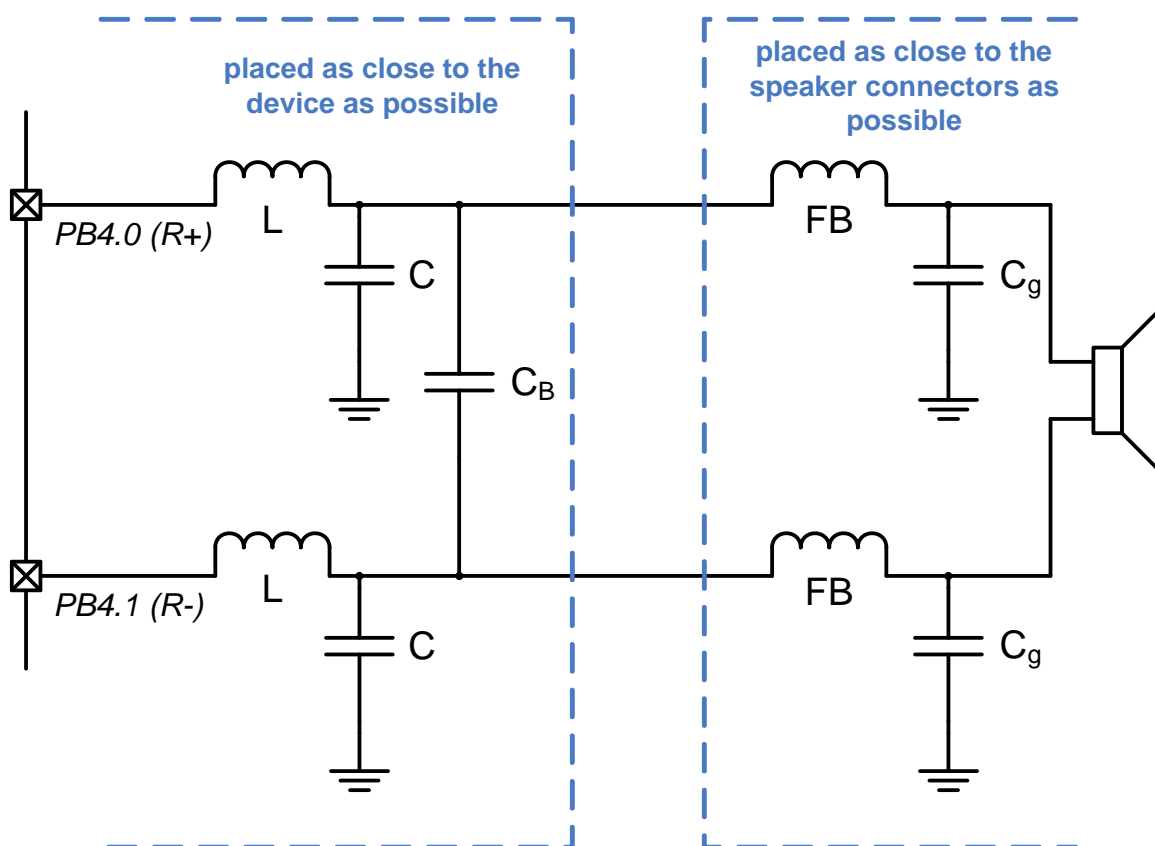 placed as close to the
device as possible
placed as close to the
speaker connectors as
possible
L
FB
PB4.0 (R+)
C
Cg
CB
L
FB
PB4.1 (R-)
C
Cg